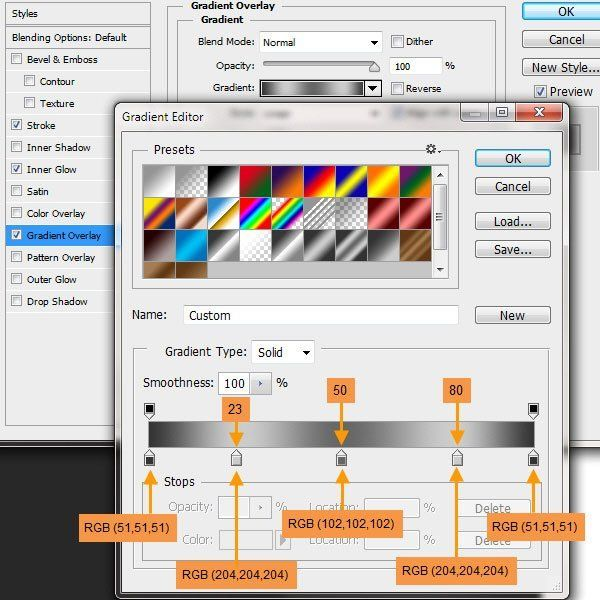 Styles
Blending Options: Default
Bevel & Emboss
Contour
Texture
Stroke
Inner Shadow
Inner Glow
Satin
Color Overlay
Gradient Overlay
Pattern Overlay
Outer Glow
Drop Shadow
Gradient Overlay
Gradient
Blend Mode: Normal
Dither
Opacity: 100 %
Gradient:
Reverse
OK
Cancel
New Style...
Preview
Gradient Editor
Presets
OK
Cancel
Load...
Save...
Name: Custom
New
Gradient Type: Solid
Smoothness: 100 %
23
50
80
Stops
Opacity: % Location: % Delete
Color: Location: % Delete
RGB (51,51,51)
RGB (204,204,204)
RGB (102,102,102)
RGB (204,204,204)
RGB (51,51,51)